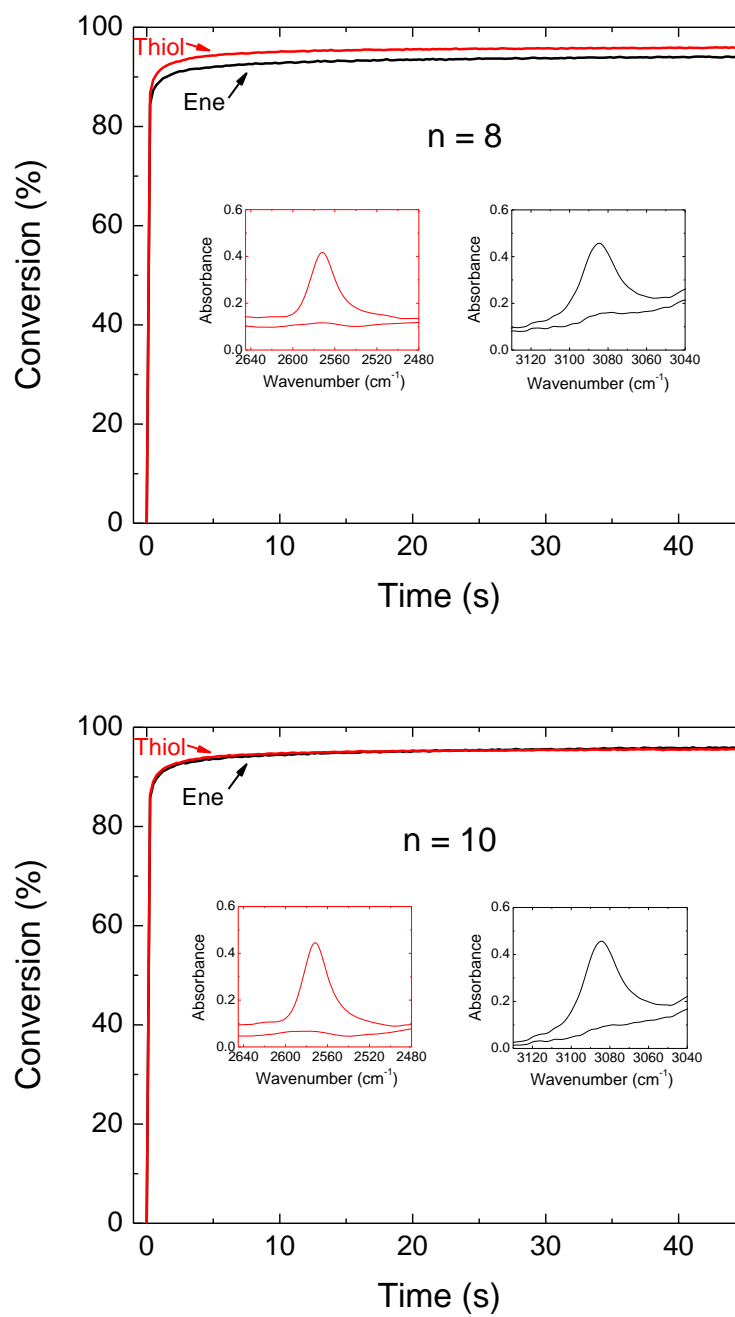 100
80
60
40
20
0
Conversion (%)
Thiol
Ene
n = 8
0.6
0.4
0.2
0.0
Absorbance
2640 2600 2560 2520 2480
Wavenumber (cm⁻¹)
0.6
0.4
0.2
0.0
Absorbance
3120 3100 3080 3060 3040
Wavenumber (cm⁻¹)
0 10 20 30 40
Time (s)
100
80
60
40
20
0
Conversion (%)
Thiol
Ene
n = 10
0.6
0.4
0.2
0.0
Absorbance
2640 2600 2560 2520 2480
Wavenumber (cm⁻¹)
0.6
0.4
0.2
0.0
Absorbance
3120 3100 3080 3060 3040
Wavenumber (cm⁻¹)
0 10 20 30 40
Time (s)